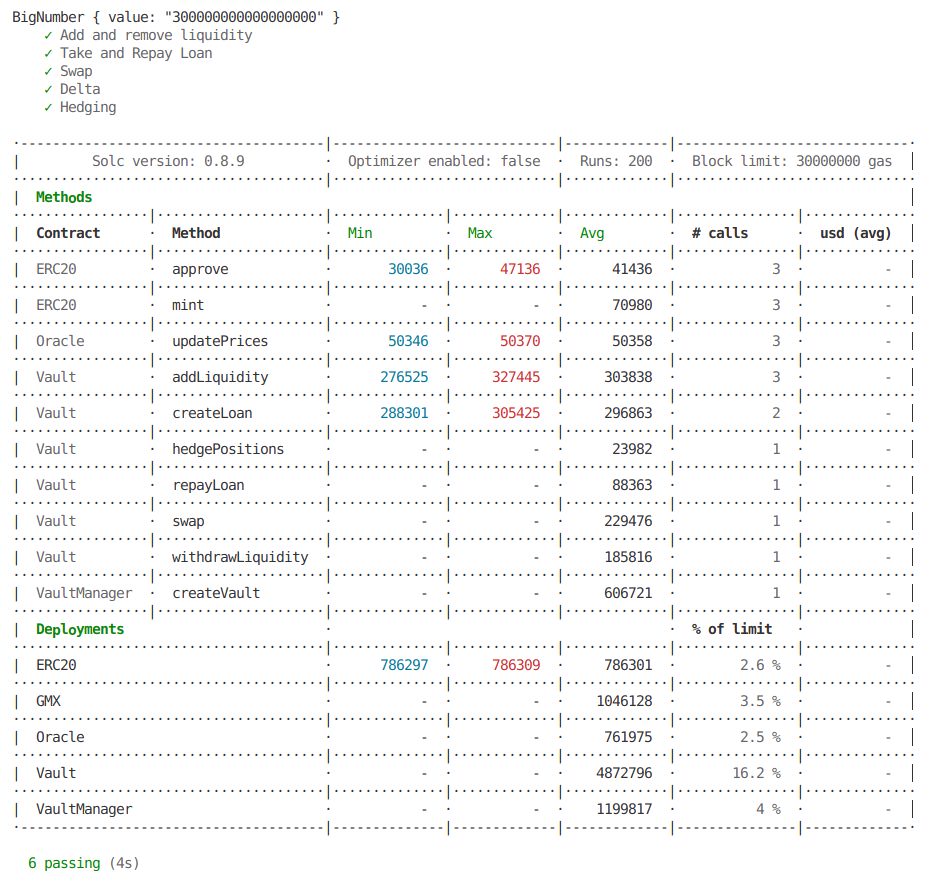 BigNumber { value: "300000000000000000" }
✓ Add and remove liquidity
✓ Take and Repay Loan
✓ Swap
✓ Delta
✓ Hedging
Solc version: 0.8.9 · Optimizer enabled: false · Runs: 200 · Block limit: 30000000 gas
Methods
Contract · Method · Min · Max · Avg · # calls · usd (avg)
ERC20 · approve · 30036 · 47136 · 41436 · 3 · -
ERC20 · mint · - · - · 70980 · 3 · -
Oracle · updatePrices · 50346 · 50370 · 50358 · 3 · -
Vault · addLiquidity · 276525 · 327445 · 303838 · 3 · -
Vault · createLoan · 288301 · 305425 · 296863 · 2 · -
Vault · hedgePositions · - · - · 23982 · 1 · -
Vault · repayLoan · - · - · 88363 · 1 · -
Vault · swap · - · - · 229476 · 1 · -
Vault · withdrawLiquidity · - · - · 185816 · 1 · -
VaultManager · createVault · - · - · 606721 · 1 · -
Deployments · · % of limit ·
ERC20 · 786297 · 786309 · 786301 · 2.6 % · -
GMX · - · - · 1046128 · 3.5 % · -
Oracle · - · - · 761975 · 2.5 % · -
Vault · - · - · 4872796 · 16.2 % · -
VaultManager · - · - · 1199817 · 4 % · -
6 passing (4s)